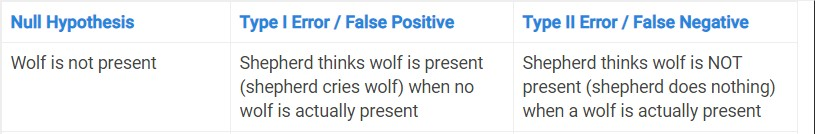 Null Hypothesis
Type I Error / False Positive
Type II Error / False Negative
Wolf is not present
Shepherd thinks wolf is present
(shepherd cries wolf) when no
wolf is actually present
Shepherd thinks wolf is NOT
present (shepherd does nothing)
when a wolf is actually present